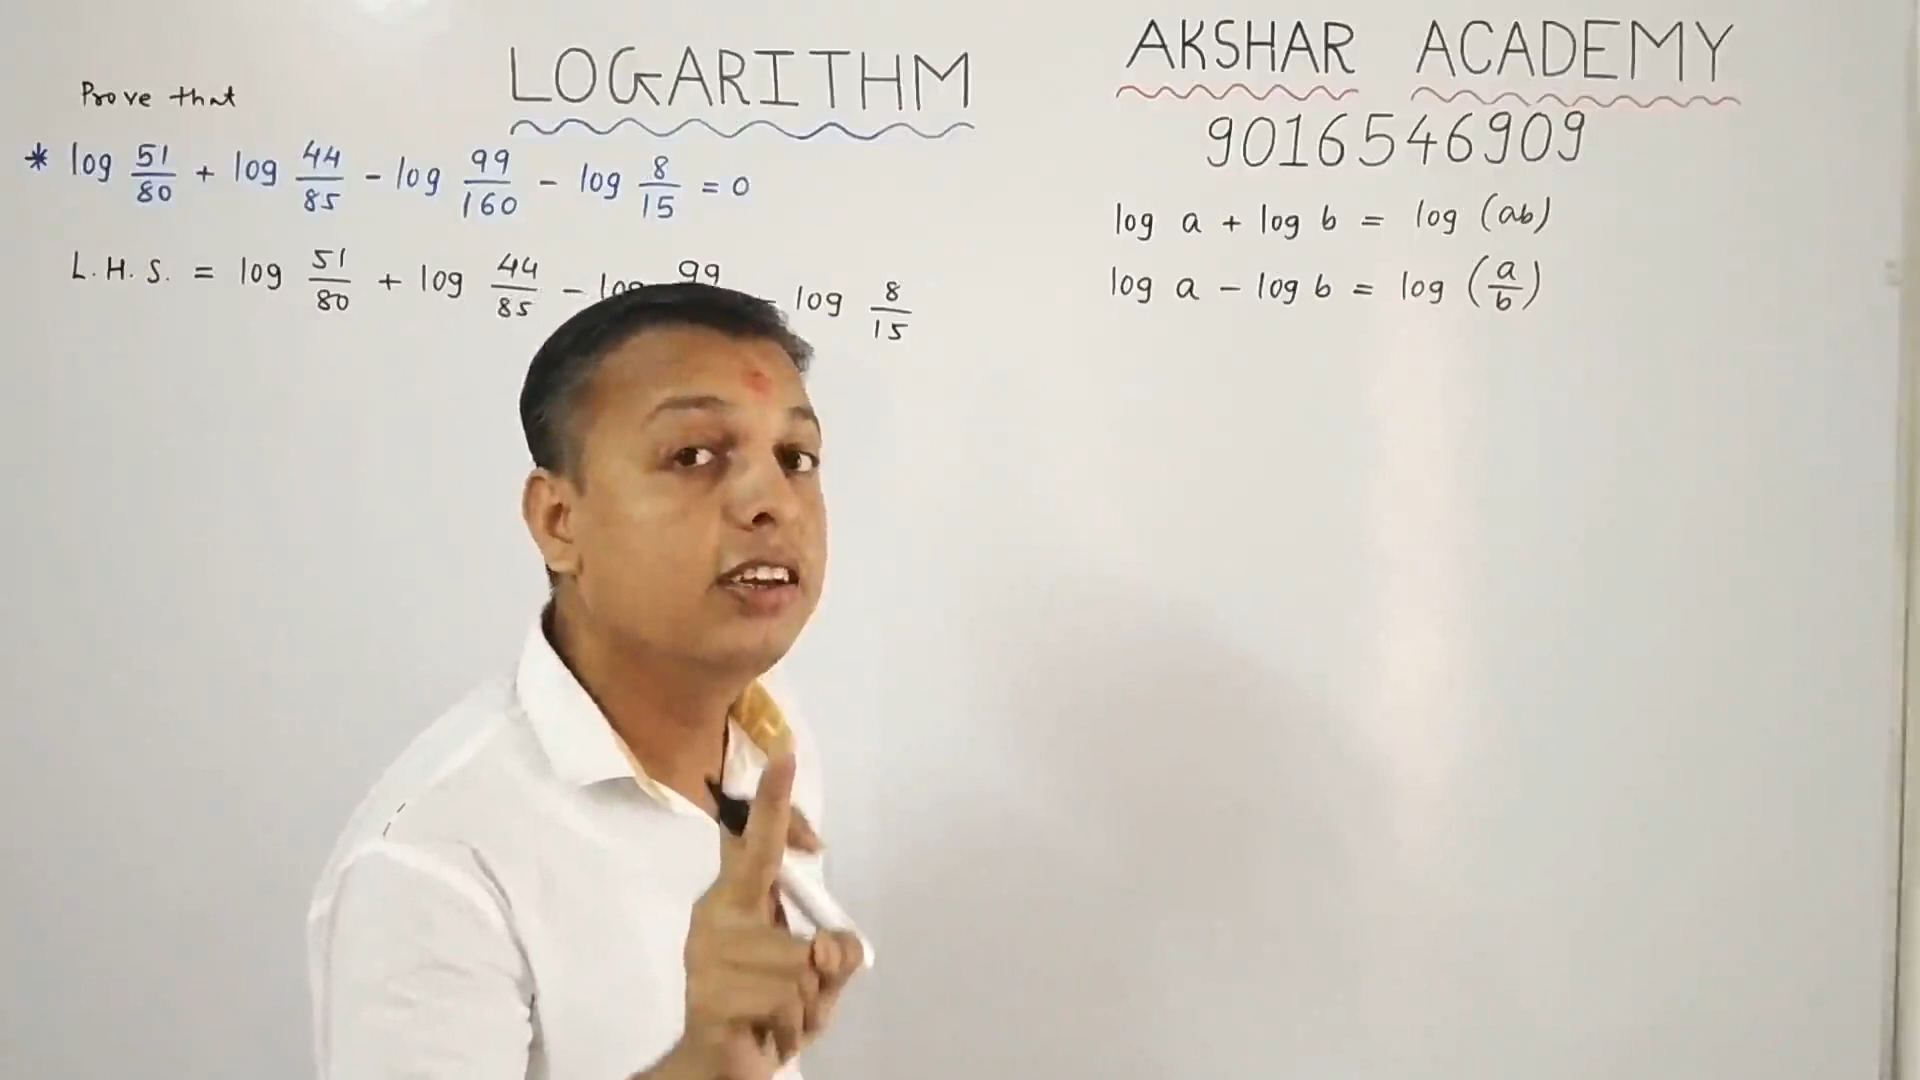 LOGARITHM
AKSHAR ACADEMY
9016546909
Prove that
* log 51/80 + log 44/85 - log 99/160 - log 8/15 = 0
L.H.S. = log 51/80 + log 44/85 - 99 - log 8/15
log a + log b = log (ab)
log a - log b = log (a/b)